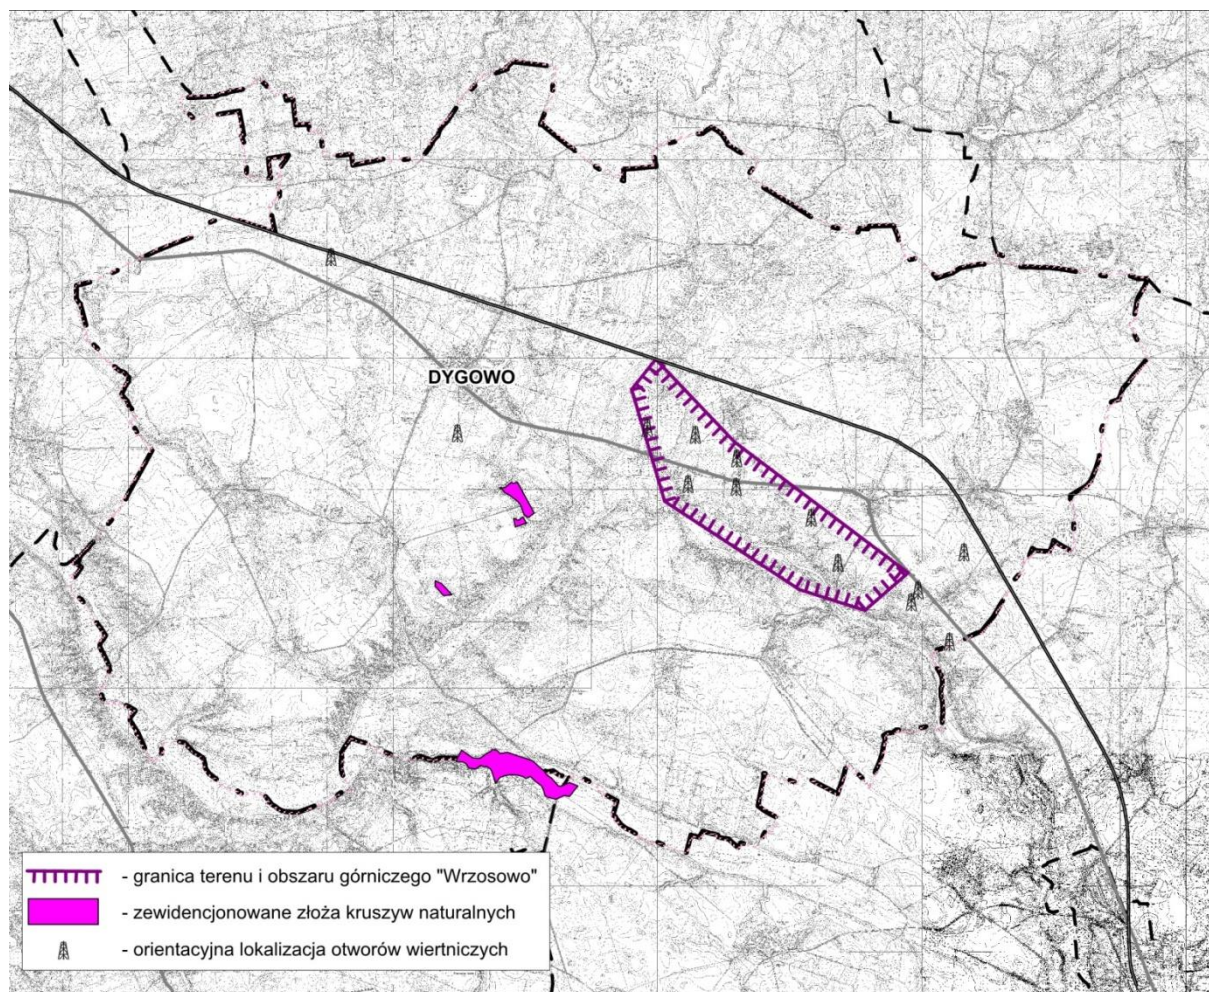 DYGOWO
- granica terenu i obszaru górniczego "Wrzosowo"
- zewidencjonowane złoża kruszyw naturalnych
- orientacyjna lokalizacja otworów wiertniczych